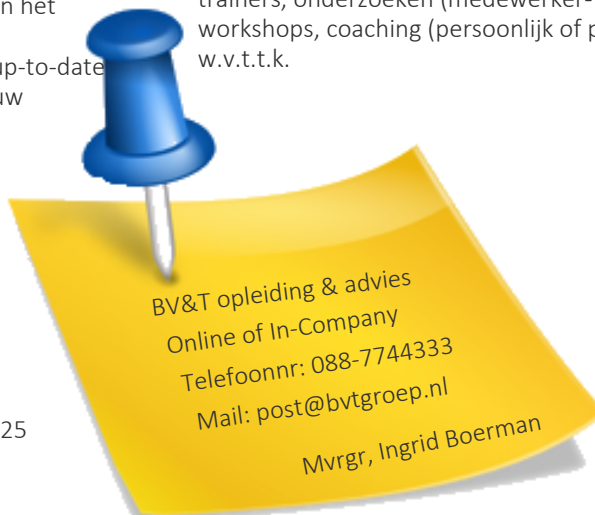 n het
up-to-date
uw
trainers, onderzoeken (medewerker-
workshops, coaching (persoonlijk of p
w.v.t.t.k.
BV&T opleiding & advies
Online of In-Company
Telefoonnr: 088-7744333
Mail: post@bvtgroep.nl
Mvrgr, Ingrid Boerman
25